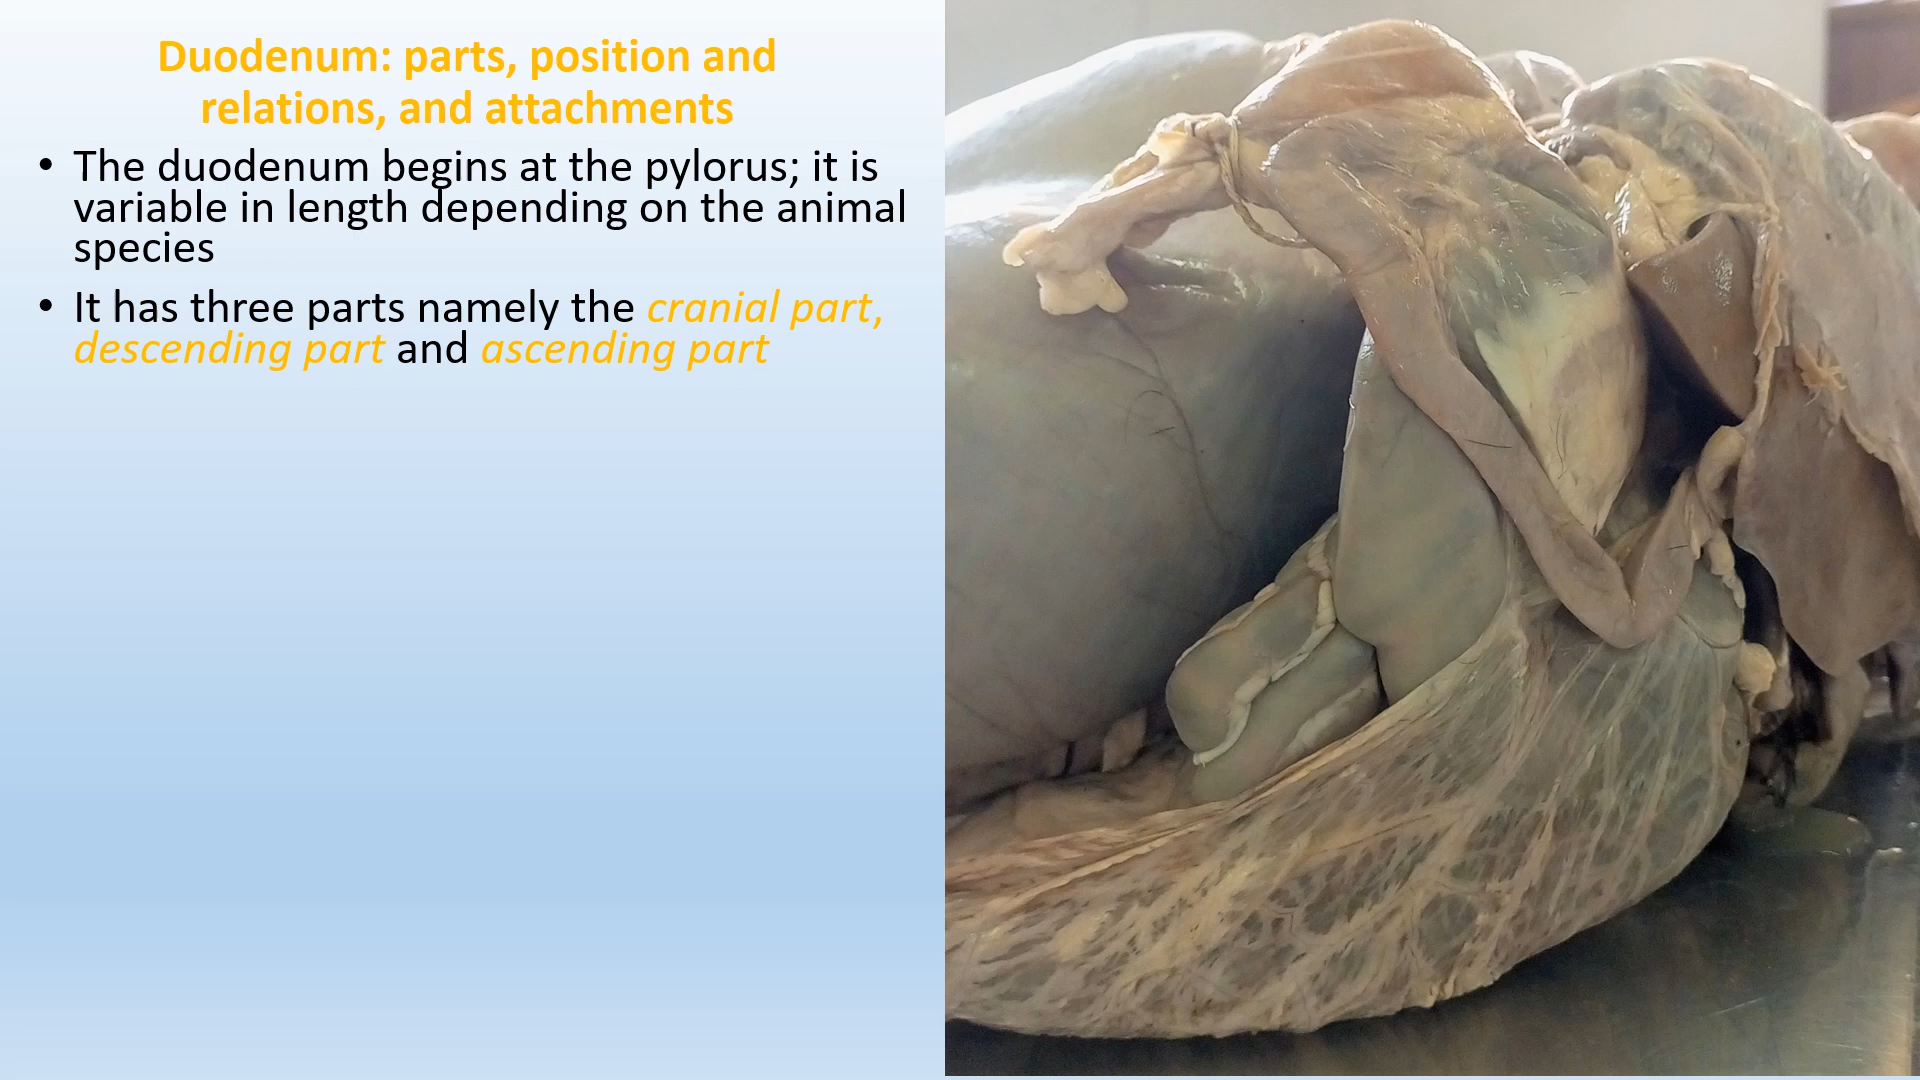 Duodenum: parts, position and
relations, and attachments
• The duodenum begins at the pylorus; it is
variable in length depending on the animal
species
• It has three parts namely the cranial part,
descending part and ascending part